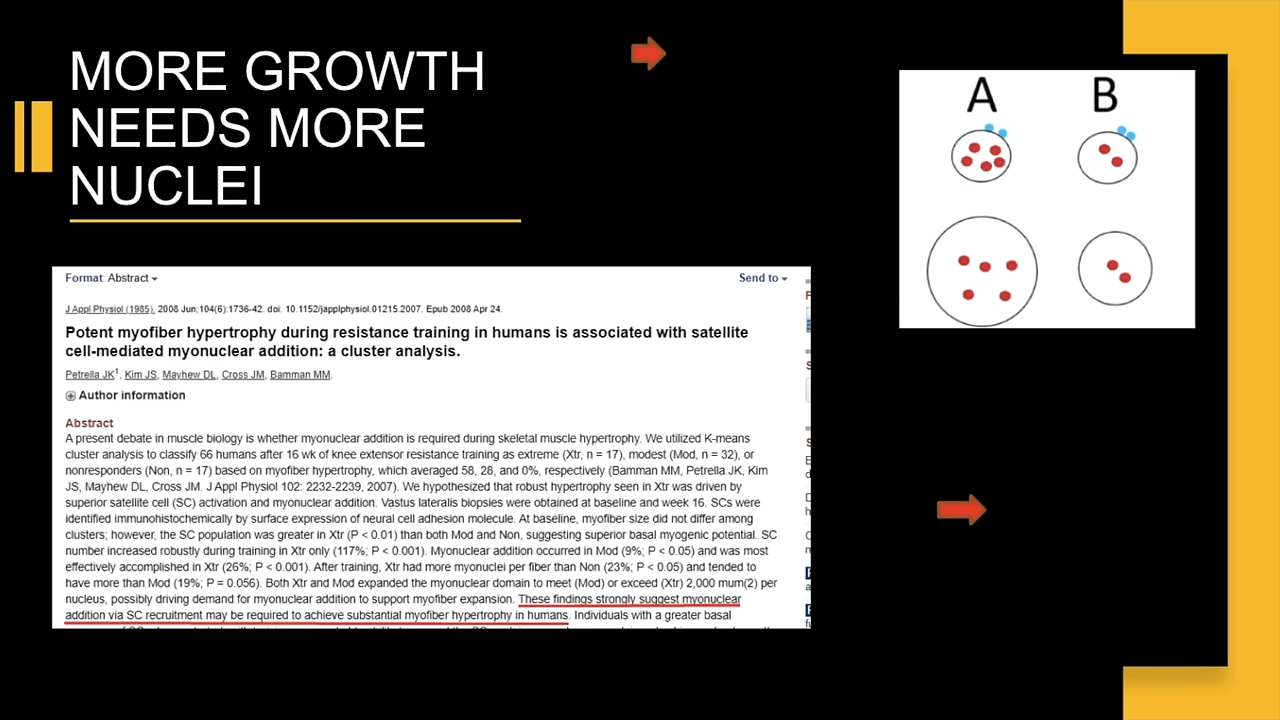 MORE GROWTH
NEEDS MORE
NUCLEI
A B
Format: Abstract
Send to
J Appl Physiol (1985). 2008 Jun;104(6):1736-42. doi: 10.1152/japplphysiol.01215.2007. Epub 2008 Apr 24.
Potent myofiber hypertrophy during resistance training in humans is associated with satellite
cell-mediated myonuclear addition: a cluster analysis.
Petrella JK1, Kim JS, Mayhew DL, Cross JM, Bamman MM.
Author information
Abstract
A present debate in muscle biology is whether myonuclear addition is required during skeletal muscle hypertrophy. We utilized K-means
cluster analysis to classify 66 humans after 16 wk of knee extensor resistance training as extreme (Xtr, n = 17), modest (Mod, n = 32), or
nonresponders (Non, n = 17) based on myofiber hypertrophy, which averaged 58, 28, and 0%, respectively (Bamman MM, Petrella JK, Kim
JS, Mayhew DL, Cross JM. J Appl Physiol 102: 2232-2239, 2007). We hypothesized that robust hypertrophy seen in Xtr was driven by
superior satellite cell (SC) activation and myonuclear addition. Vastus lateralis biopsies were obtained at baseline and week 16. SCs were
identified immunohistochemically by surface expression of neural cell adhesion molecule. At baseline, myofiber size did not differ among
clusters; however, the SC population was greater in Xtr (P < 0.01) than both Mod and Non, suggesting superior basal myogenic potential. SC
number increased robustly during training in Xtr only (117%; P < 0.001). Myonuclear addition occurred in Mod (9%; P < 0.05) and was most
effectively accomplished in Xtr (26%; P < 0.001). After training, Xtr had more myonuclei per fiber than Non (23%; P < 0.05) and tended to
have more than Mod (19%; P = 0.056). Both Xtr and Mod expanded the myonuclear domain to meet (Mod) or exceed (Xtr) 2,000 mum(2) per
nucleus, possibly driving demand for myonuclear addition to support myofiber expansion. These findings strongly suggest myonuclear
addition via SC recruitment may be required to achieve substantial myofiber hypertrophy in humans. Individuals with a greater basal